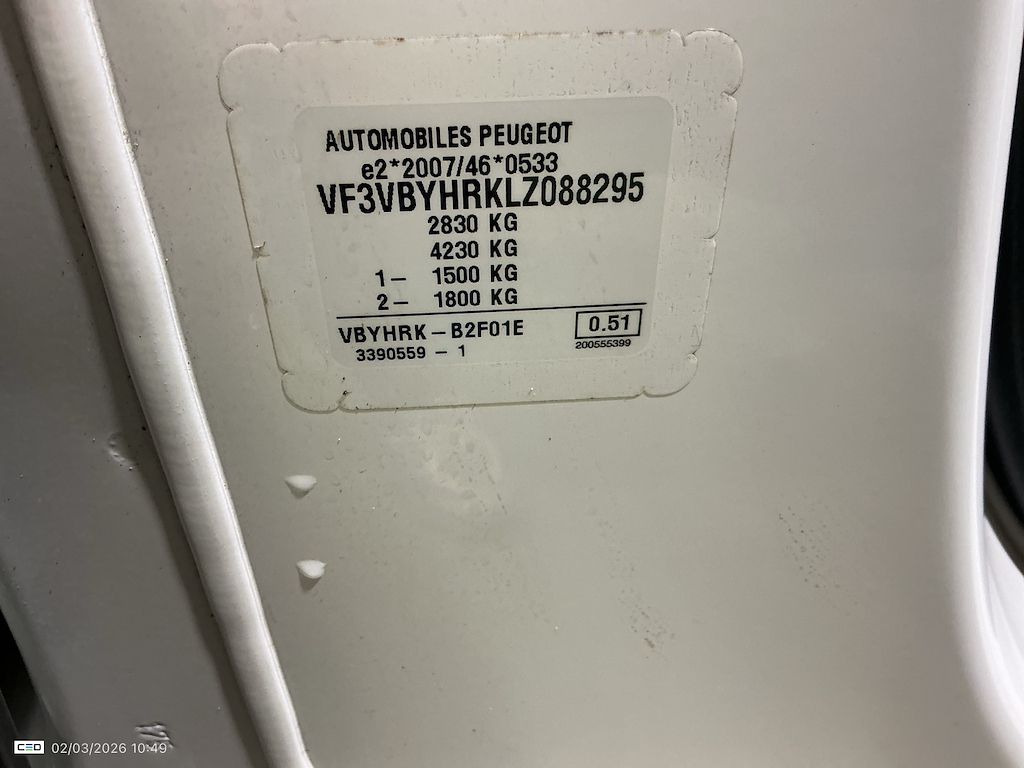 AUTOMOBILES PEUGEOT
e2*2007/46*0533
VF3VBYHRKLZ088295
2830 KG
4230 KG
1- 1500 KG
2- 1800 KG
VBYHRK-B2F01E 0.51
3390559 - 1 200555399
CEO 02/03/2026 10:49